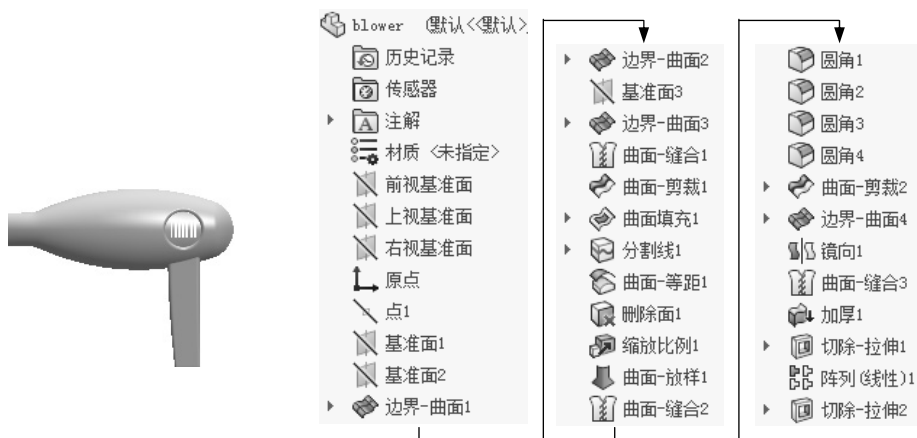 blower (默认<<默认>
历史记录
传感器
注解
材质 <未指定>
前视基准面
上视基准面
右视基准面
原点
点1
基准面1
基准面2
边界-曲面1
边界-曲面2
基准面3
边界-曲面3
曲面-缝合1
曲面-剪裁1
曲面填充1
分割线1
曲面-等距1
删除面1
缩放比例1
曲面-放样1
曲面-缝合2
圆角1
圆角2
圆角3
圆角4
曲面-剪裁2
边界-曲面4
镜向1
曲面-缝合3
加厚1
切除-拉伸1
阵列(线性)1
切除-拉伸2